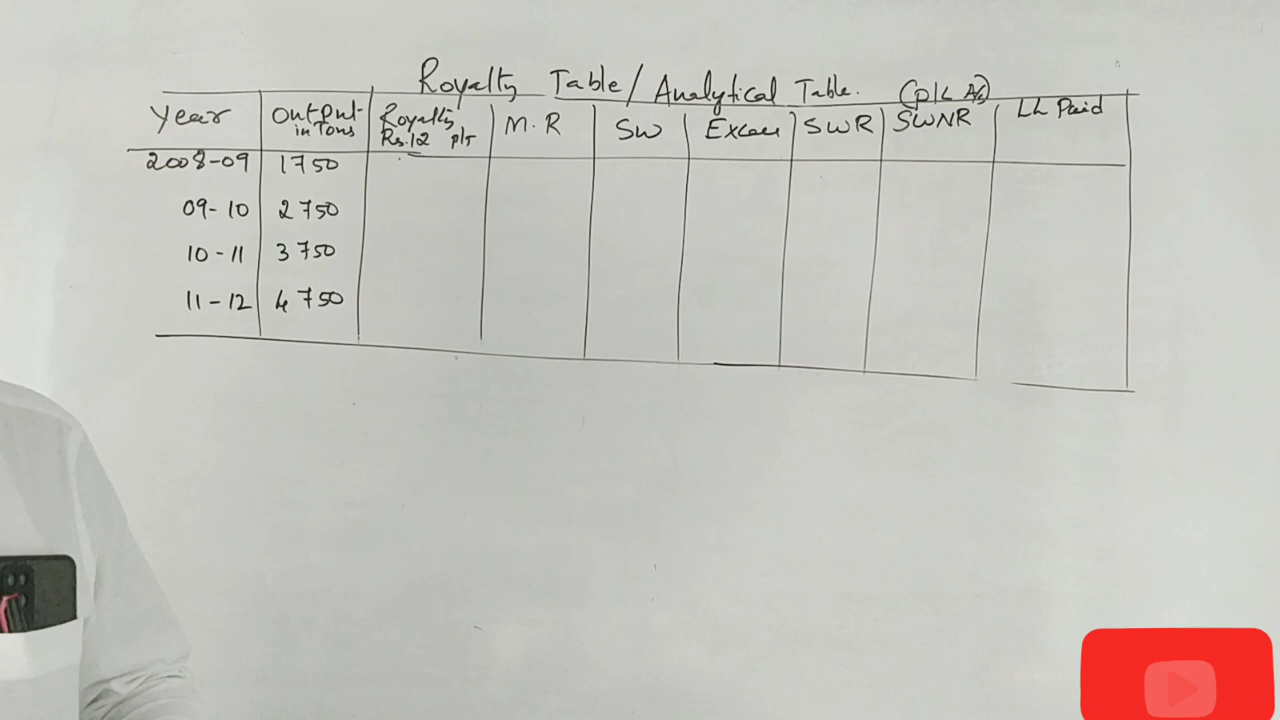 Royalty Table/Analytical Table.
(P/L A/c)
Year
Output in Tons
Royalty Rs.12 p/T
M.R
SW
Excess
SWR
SWNR
LL Paid
2008-09 1750
09-10 2750
10-11 3750
11-12 4750